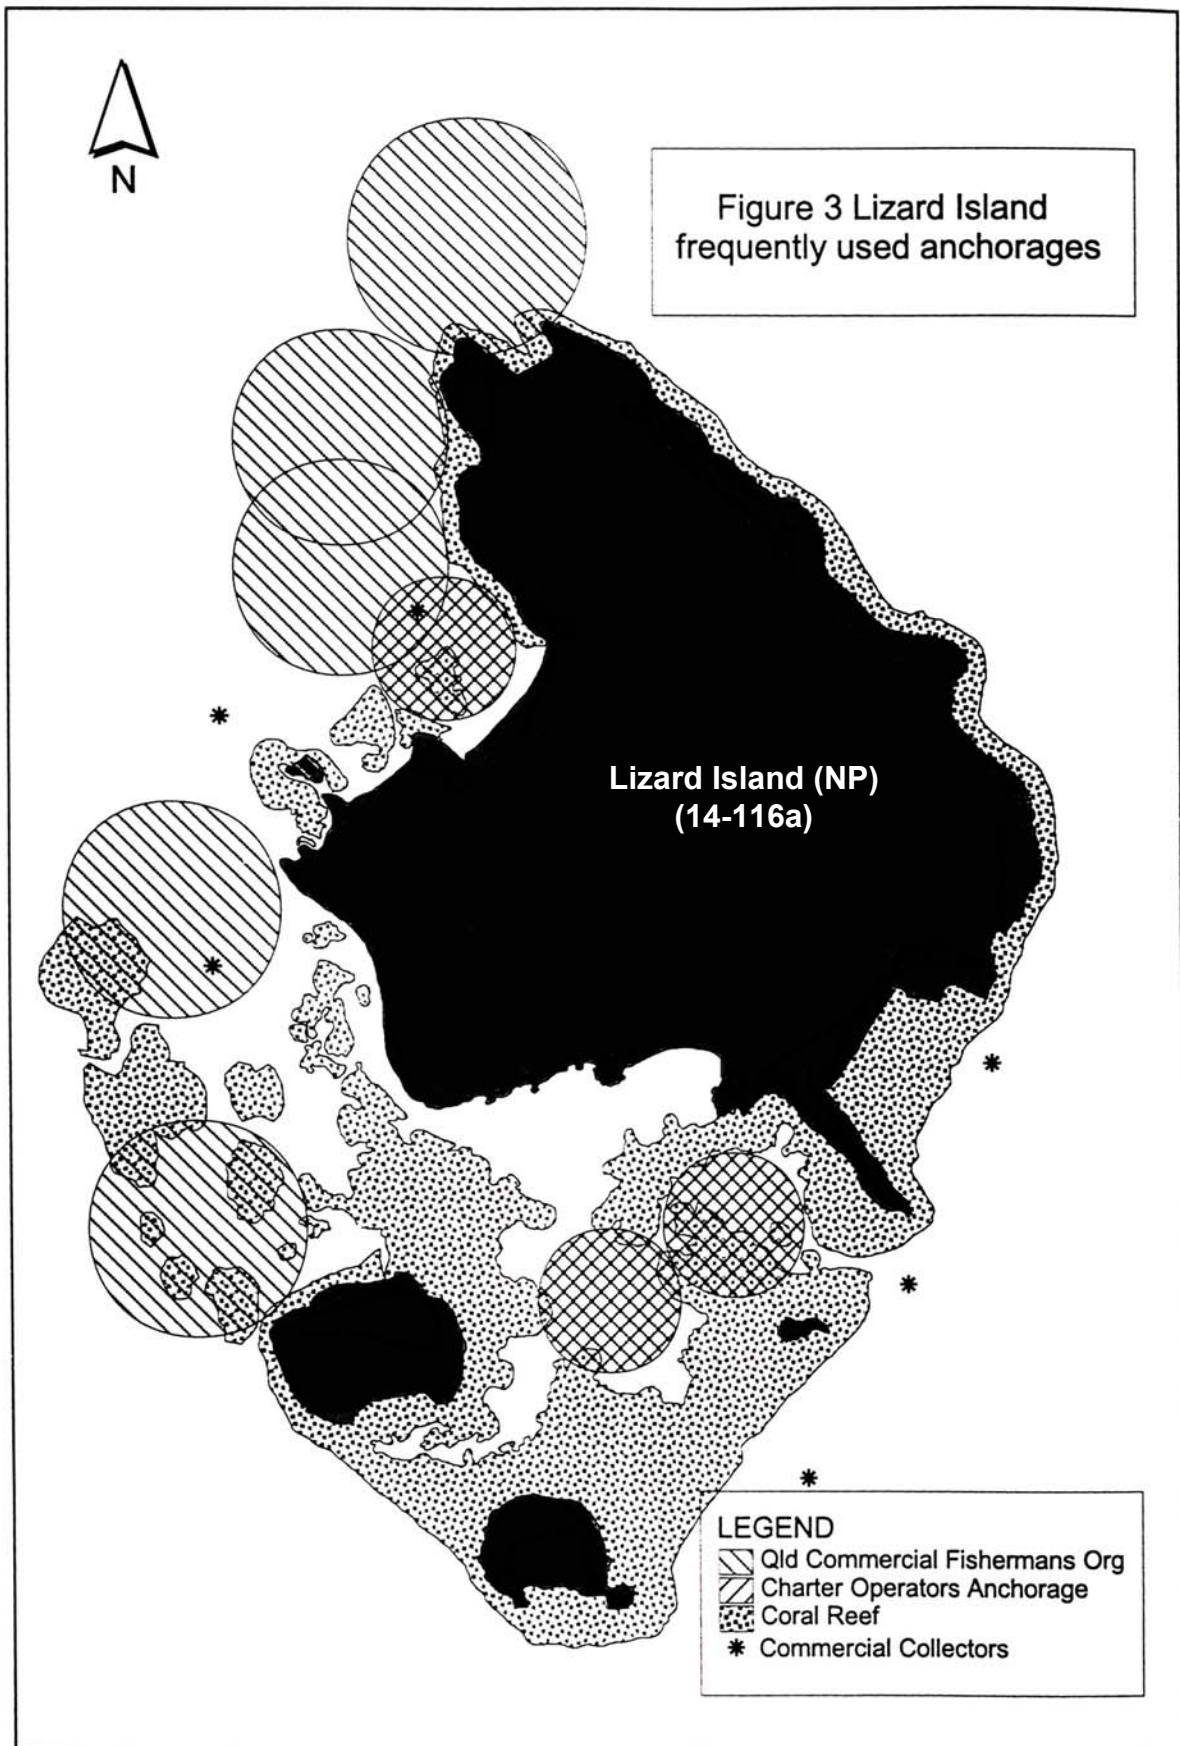 N
Figure 3 Lizard Island
frequently used anchorages
Lizard Island (NP)
(14-116a)
LEGEND
Qld Commercial Fishermans Org
Charter Operators Anchorage
Coral Reef
Commercial Collectors